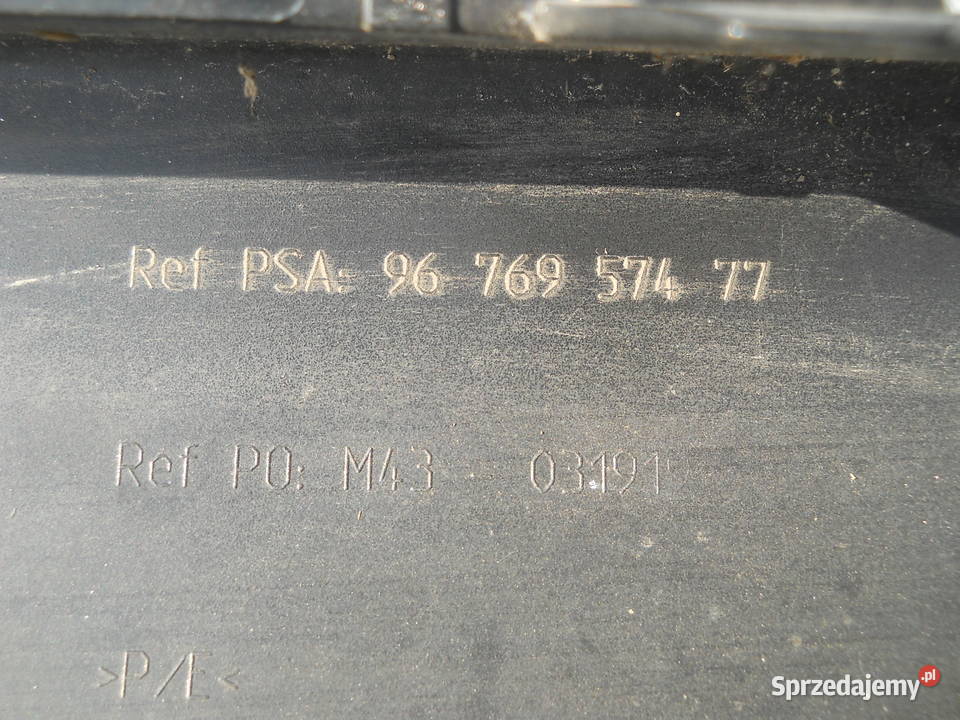 Ref PSA: 96 769 574 77
Ref PO: M43 03191
>P/E<
Sprzedajemy.pl